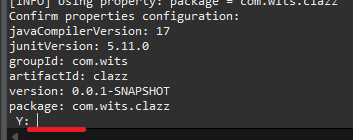 [INFO] Using property: package = com.wits.clazz
Confirm properties configuration:
javaCompilerVersion: 17
junitVersion: 5.11.0
groupId: com.wits
artifactId: clazz
version: 0.0.1-SNAPSHOT
package: com.wits.clazz
Y: